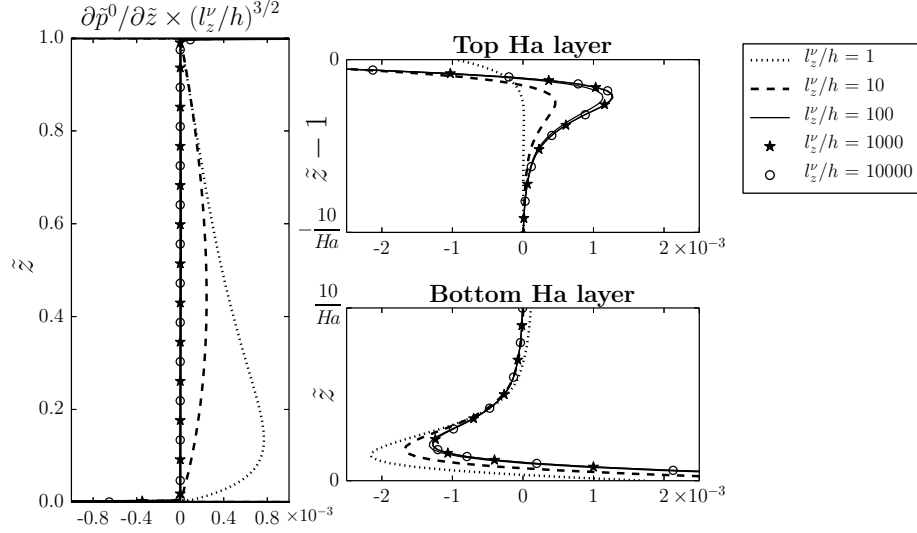 ∂p̃⁰/∂z̃ × (l_z^ν/h)^{3/2}
1.0
0.8
0.6
0.4
0.2
0.0
z̃
-0.8 -0.4 0 0.4 0.8 ×10⁻³
Top Ha layer
0
z̃ − 1
−10/Ha
-2 -1 0 1 2 ×10⁻³
Bottom Ha layer
10/Ha
z̃
0
-2 -1 0 1 2 ×10⁻³
l_z^ν/h = 1
l_z^ν/h = 10
l_z^ν/h = 100
l_z^ν/h = 1000
l_z^ν/h = 10000